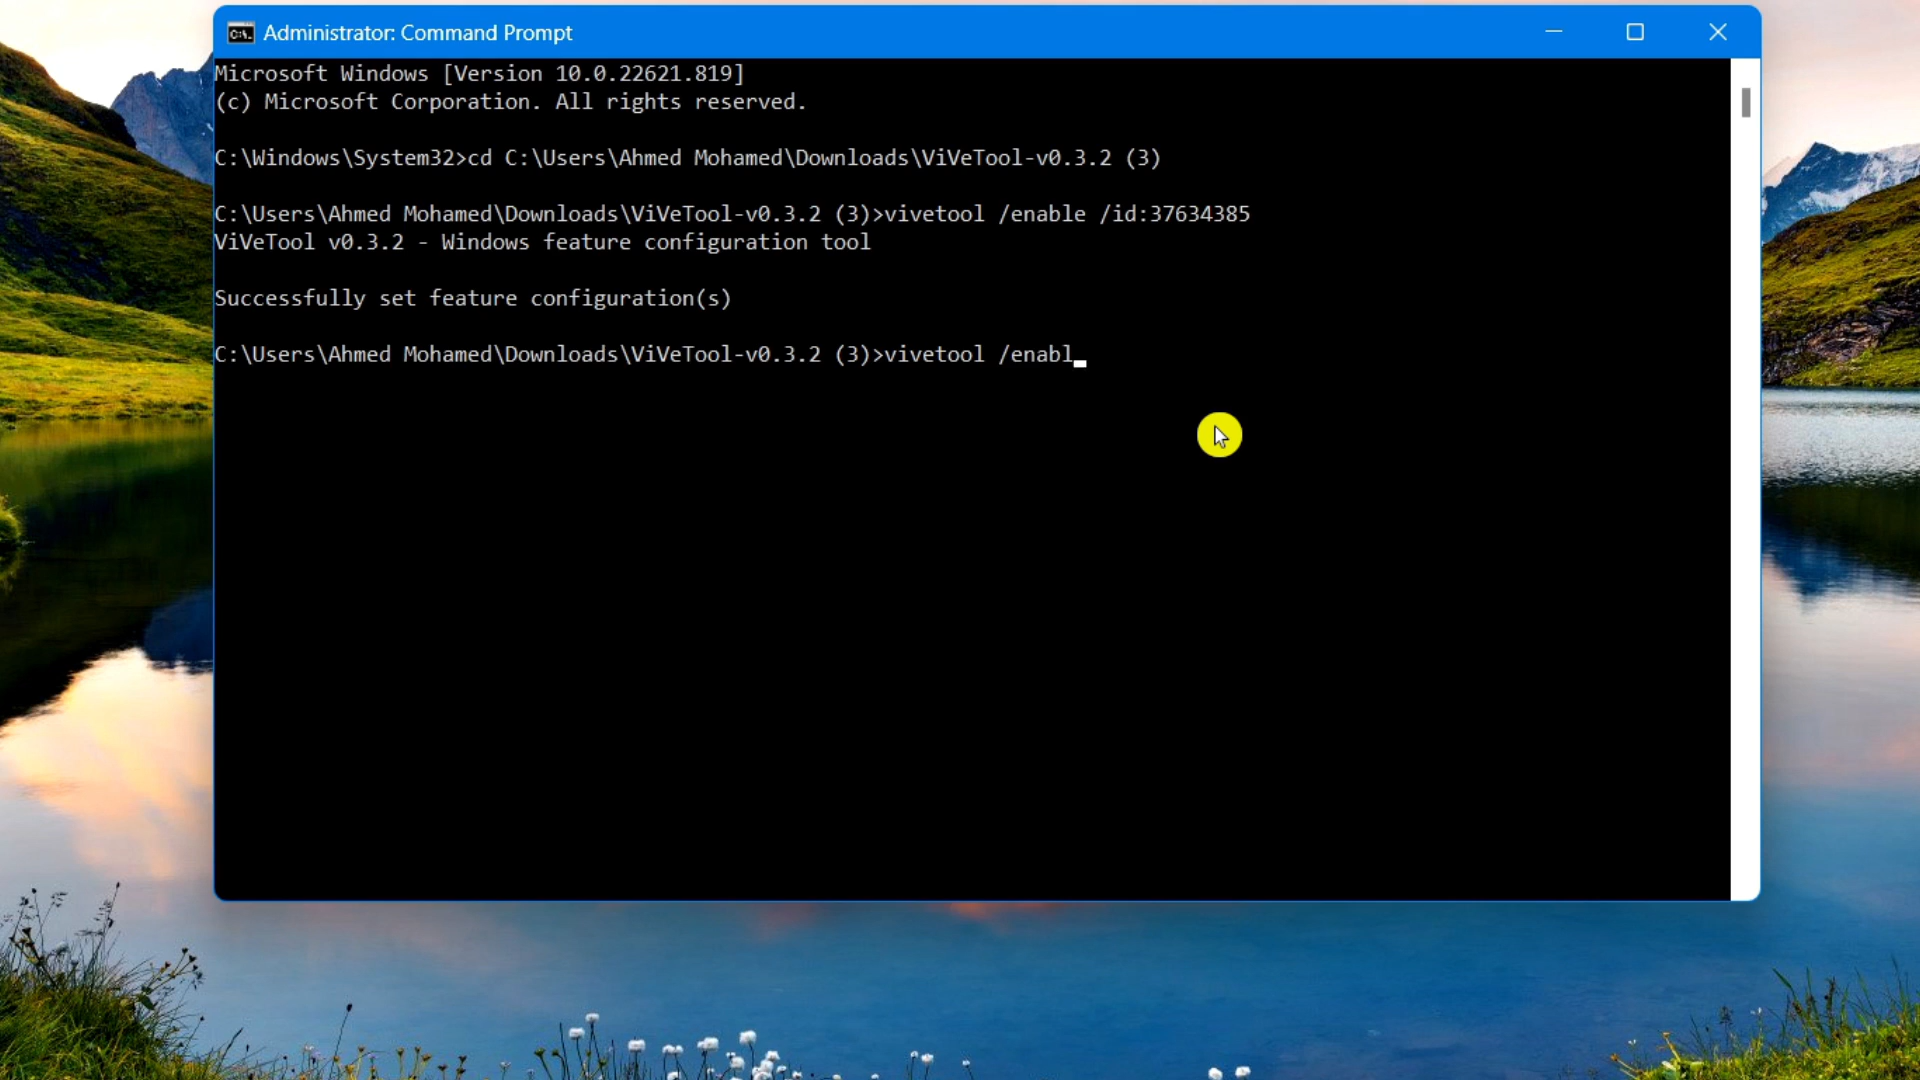 Administrator: Command Prompt
Microsoft Windows [Version 10.0.22621.819]
(c) Microsoft Corporation. All rights reserved.
C:\Windows\System32>cd C:\Users\Ahmed Mohamed\Downloads\ViVeTool-v0.3.2 (3)
C:\Users\Ahmed Mohamed\Downloads\ViVeTool-v0.3.2 (3)>vivetool /enable /id:37634385
ViVeTool v0.3.2 - Windows feature configuration tool
Successfully set feature configuration(s)
C:\Users\Ahmed Mohamed\Downloads\ViVeTool-v0.3.2 (3)>vivetool /enabl